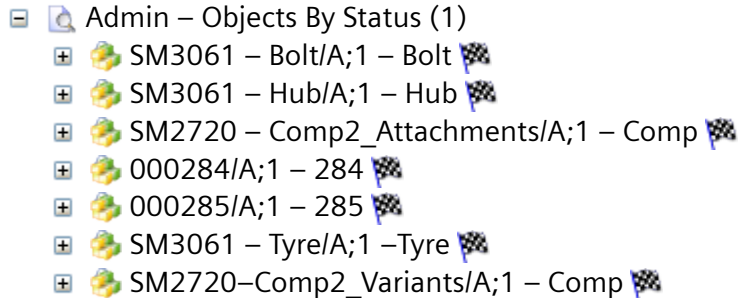 Admin – Objects By Status (1)
SM3061 – Bolt/A;1 – Bolt
SM3061 – Hub/A;1 – Hub
SM2720 – Comp2_Attachments/A;1 – Comp
000284/A;1 – 284
000285/A;1 – 285
SM3061 – Tyre/A;1 –Tyre
SM2720–Comp2_Variants/A;1 – Comp